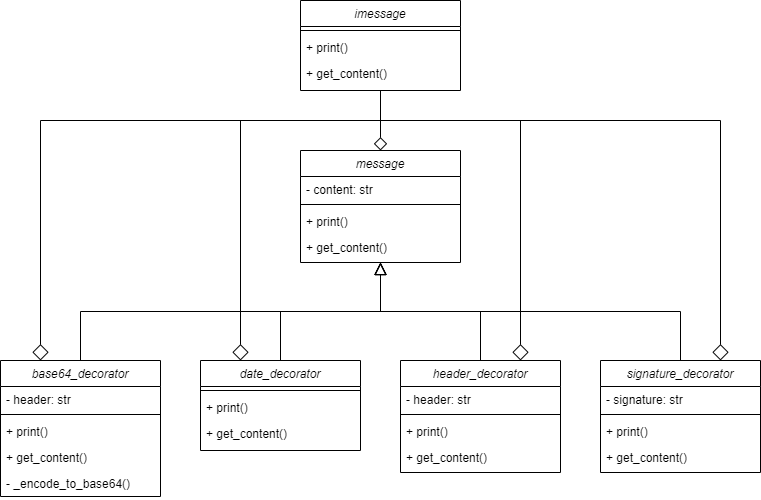 imessage
+ print()
+ get_content()
message
- content: str
+ print()
+ get_content()
base64_decorator
- header: str
+ print()
+ get_content()
- _encode_to_base64()
date_decorator
+ print()
+ get_content()
header_decorator
- header: str
+ print()
+ get_content()
signature_decorator
- signature: str
+ print()
+ get_content()